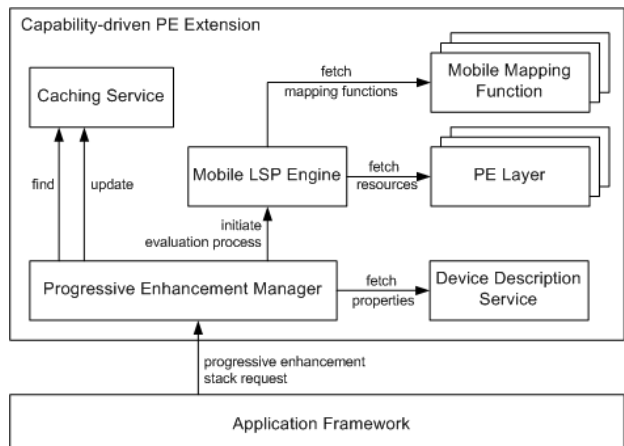 Capability-driven PE Extension
fetch
mapping functions
Mobile Mapping
Function
Caching Service
Mobile LSP Engine
fetch
resources
PE Layer
find
update
initiate
evaluation process
Progressive Enhancement Manager
fetch
properties
Device Description
Service
progressive enhancement
stack request
Application Framework